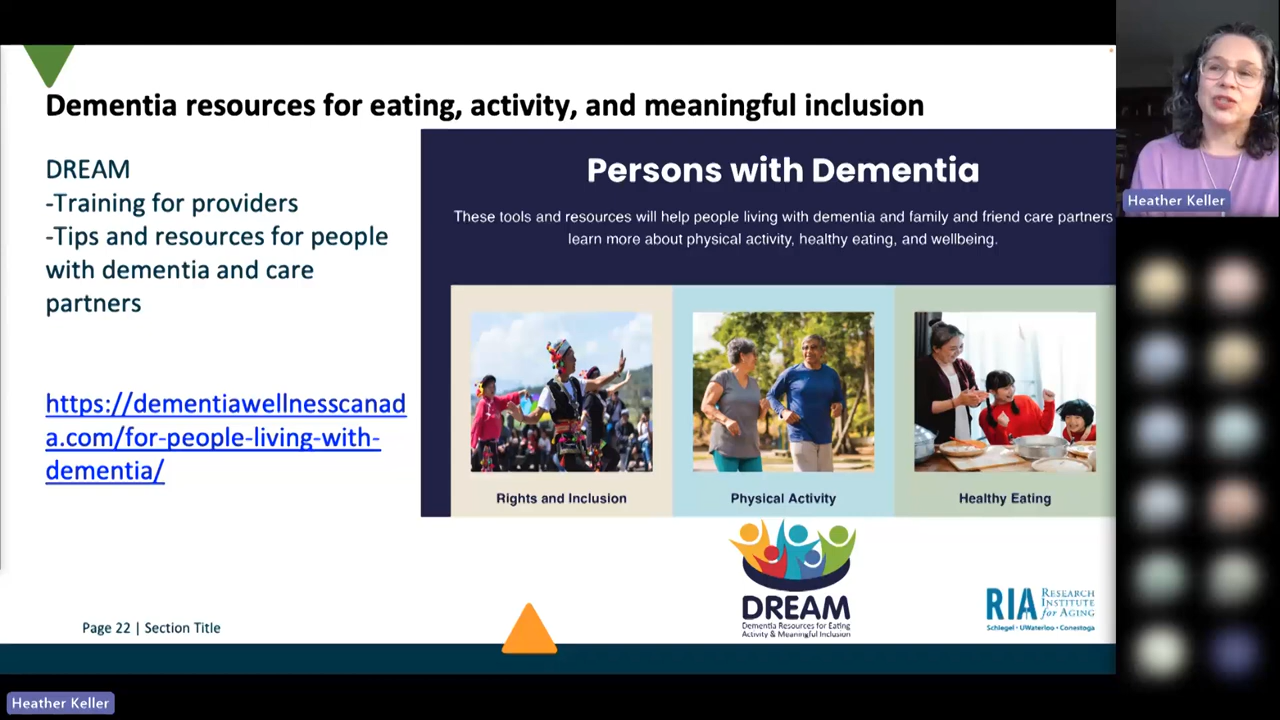 Dementia resources for eating, activity, and meaningful inclusion
DREAM
-Training for providers
-Tips and resources for people
with dementia and care
partners
https://dementiawellnesscanad
a.com/for-people-living-with-
dementia/
Persons with Dementia
These tools and resources will help people living with dementia and family and friend care partners
learn more about physical activity, healthy eating, and wellbeing.
Rights and Inclusion
Physical Activity
Healthy Eating
DREAM
Dementia Resources for Eating
Activity & Meaningful Inclusion
RIA RESEARCH
INSTITUTE
for AGING
Schlegel • UWaterloo • Conestoga
Page 22 | Section Title
Heather Keller
Heather Keller